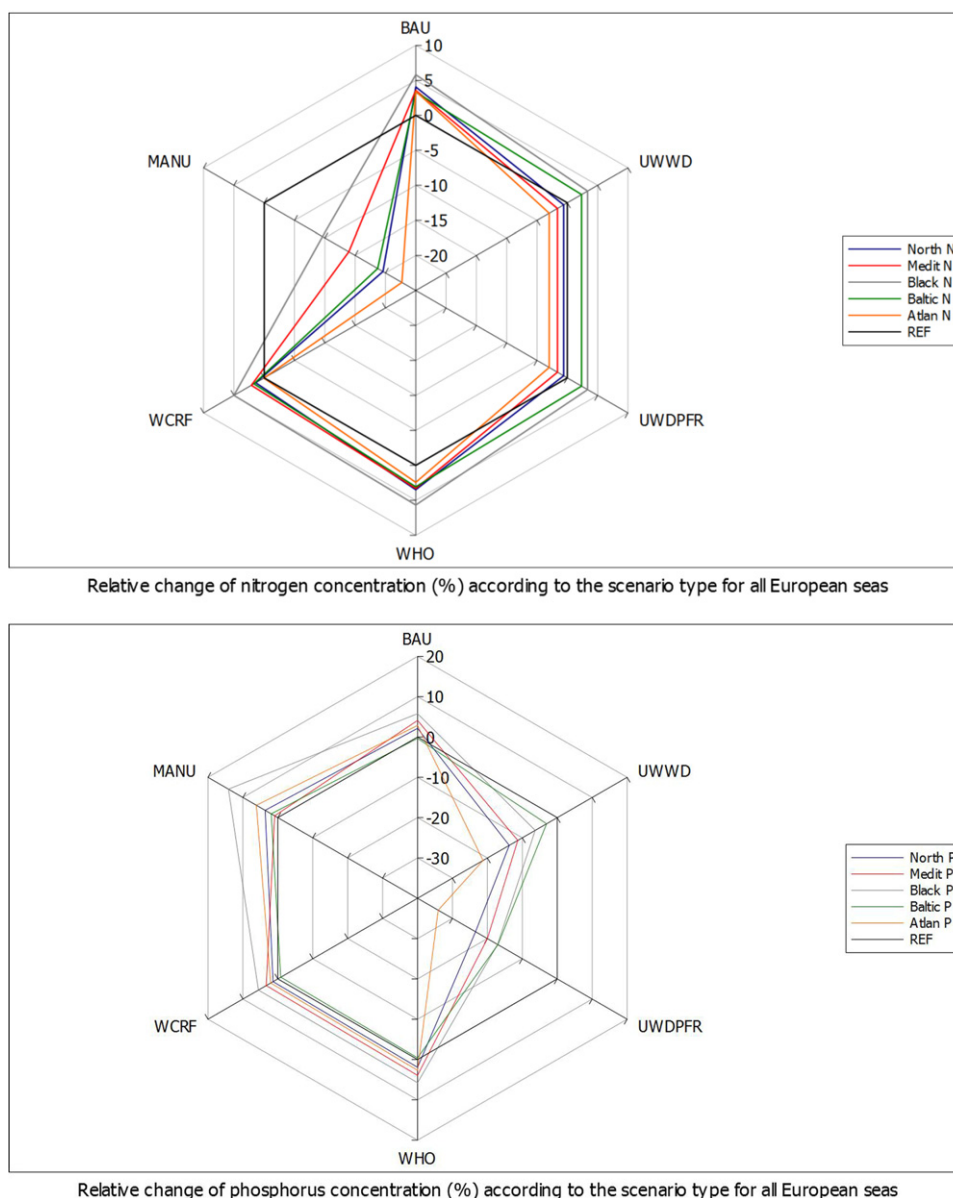 BAU
10
5
0
-5
-10
-15
-20
MANU
UWWD
WCRF
UWDPFR
WHO
North N
Medit N
Black N
Baltic N
Atlan N
REF
Relative change of nitrogen concentration (%) according to the scenario type for all European seas
BAU
20
10
0
-10
-20
-30
MANU
UWWD
WCRF
UWDPFR
WHO
North P
Medit P
Black P
Baltic P
Atlan P
REF
Relative change of phosphorus concentration (%) according to the scenario type for all European seas